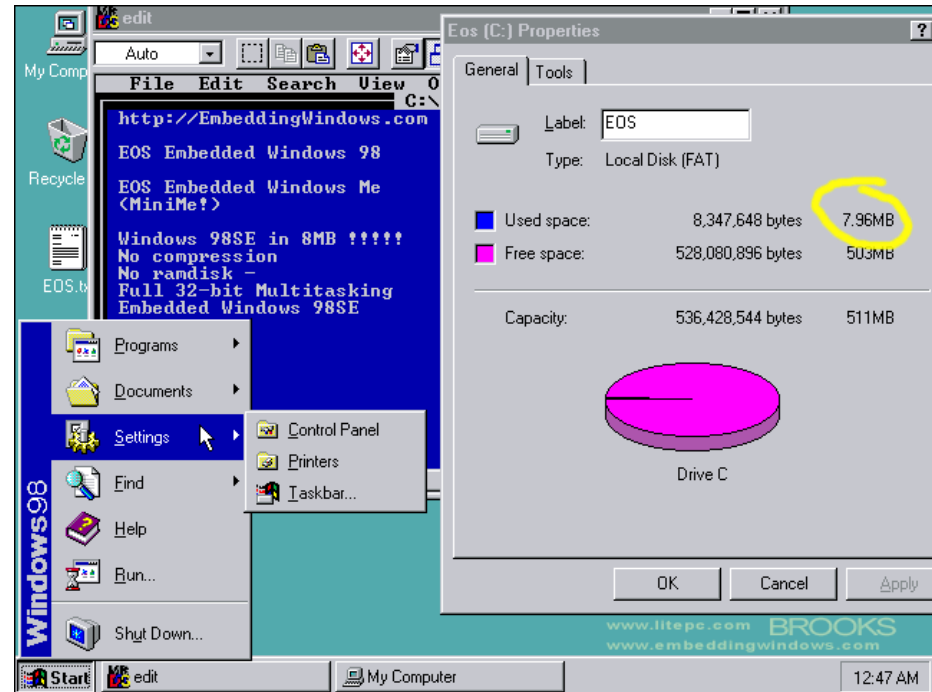 edit
Eos (C:) Properties
?
My Comp
Auto
File Edit Search View O
C:\
http://EmbeddingWindows.com
EOS Embedded Windows 98
EOS Embedded Windows Me
(MiniMe!)
Windows 98SE in 8MB !!!!!
No compression
No ramdisk -
Full 32-bit Multitasking
Embedded Windows 98SE
Recycle
EOS.tx
General Tools
Label: EOS
Type: Local Disk (FAT)
Used space: 8,347,648 bytes 7.96MB
Free space: 528,080,896 bytes 503MB
Capacity: 536,428,544 bytes 511MB
Drive C
OK Cancel Apply
Windows98
Programs
Documents
Settings
Find
Help
Run...
Shut Down...
Control Panel
Printers
Taskbar...
www.litepc.com BROOKS
www.embeddingwindows.com
Start edit My Computer 12:47 AM